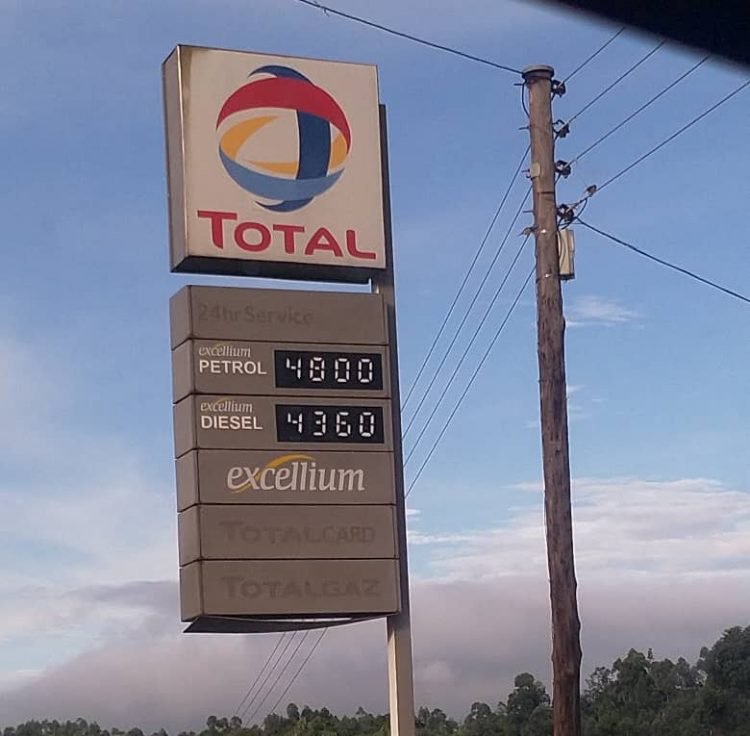 TOTAL
24hr Service
excellium
PETROL 4800
excellium
DIESEL 4360
excellium
TOTALCARD
TOTALGAZ